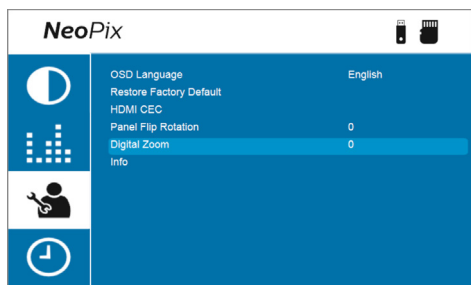 NeoPix
OSD Language English
Restore Factory Default
HDMI CEC
Panel Flip Rotation 0
Digital Zoom 0
Info